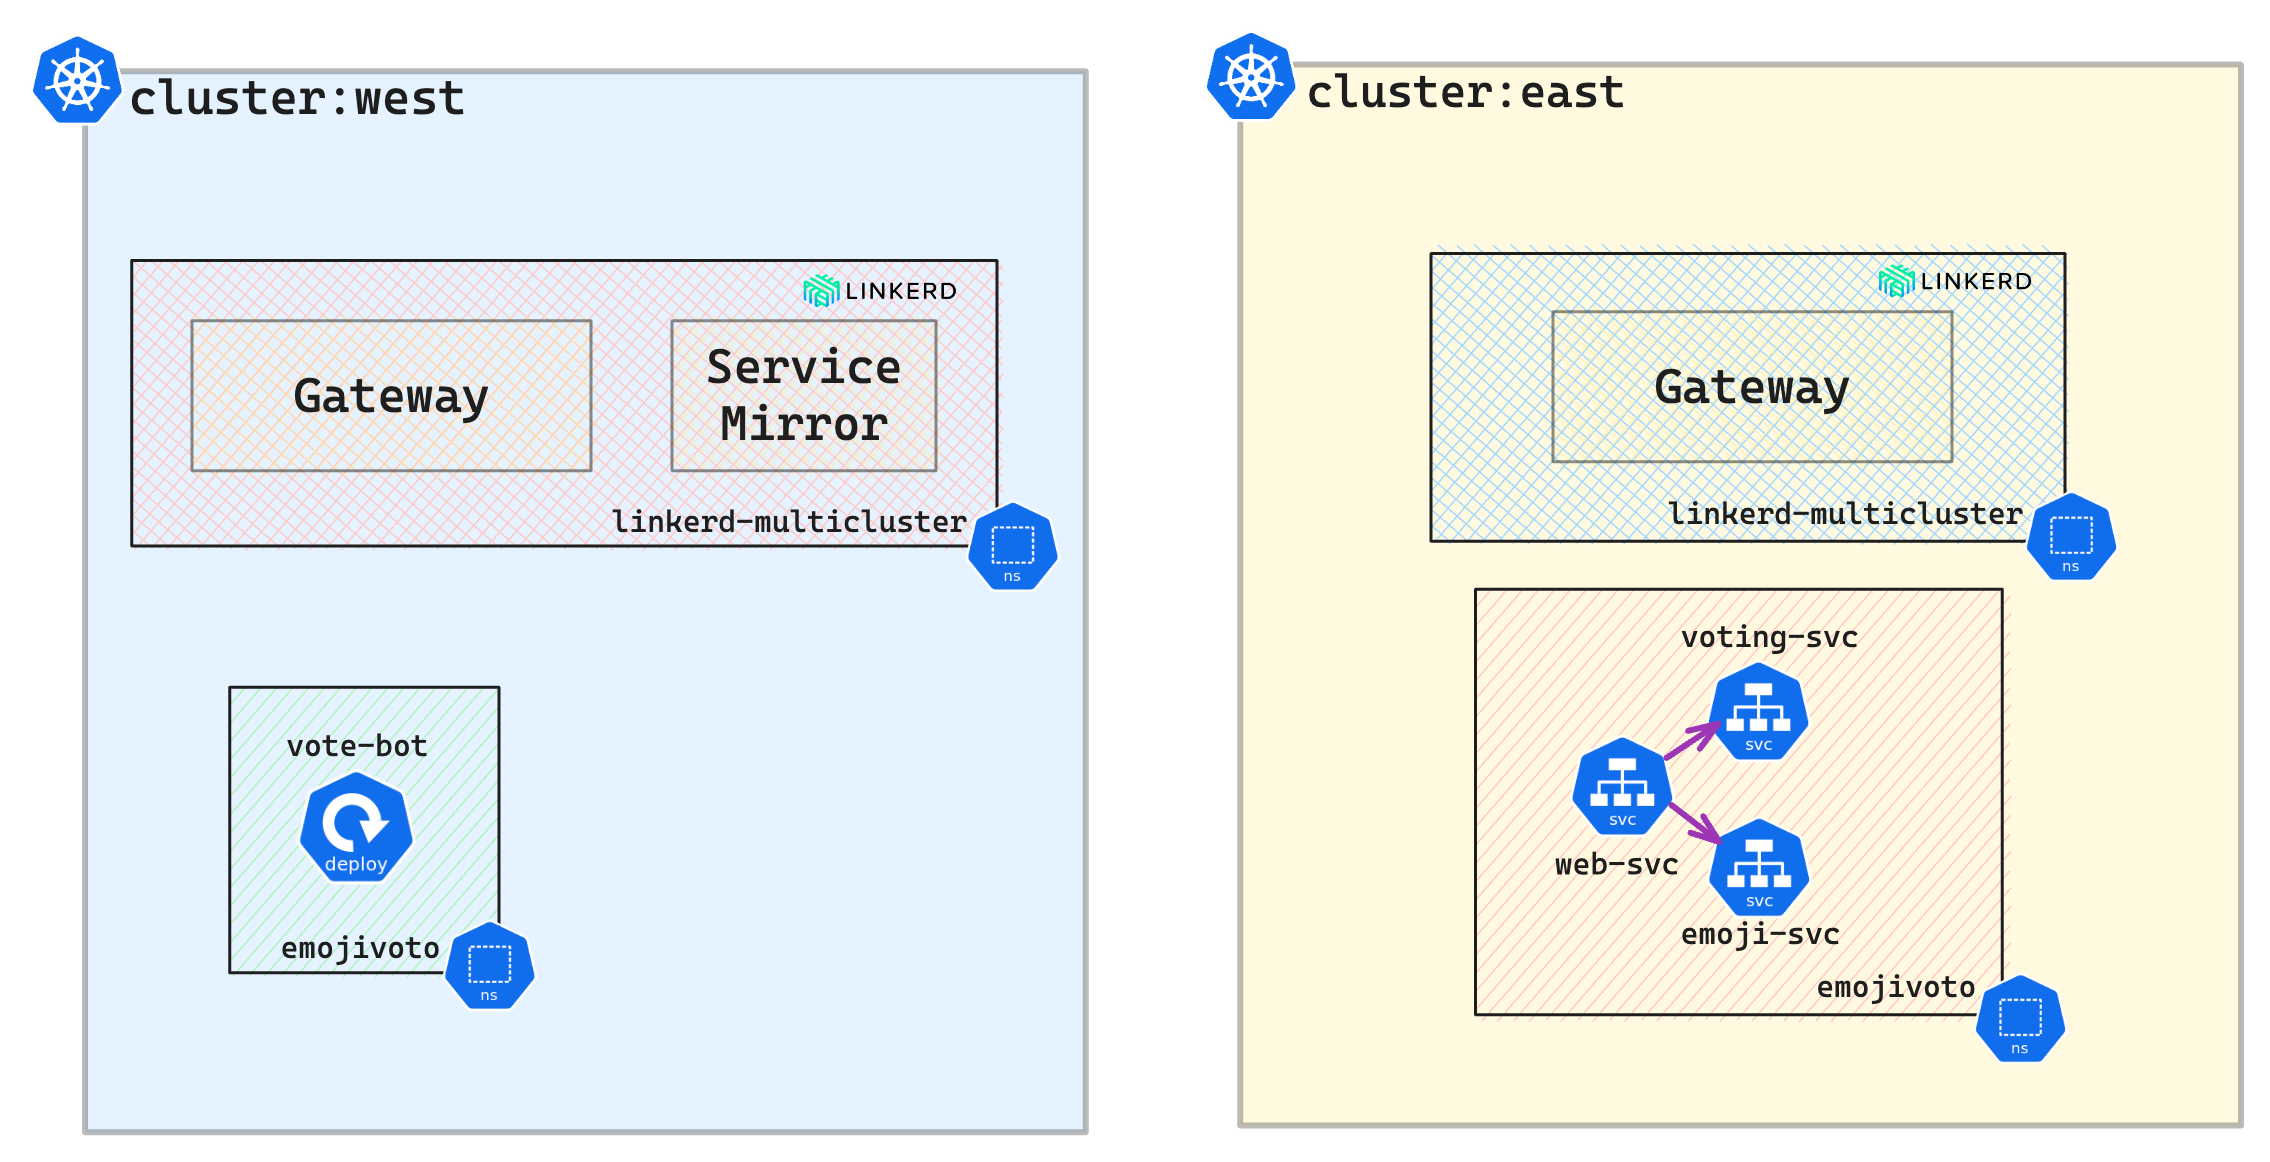 cluster:west
LINKERD
Gateway
Service
Mirror
linkerd-multicluster
ns
vote-bot
deploy
emojivoto
ns
cluster:east
LINKERD
Gateway
linkerd-multicluster
ns
voting-svc
svc
svc
web-svc
svc
emoji-svc
emojivoto
ns